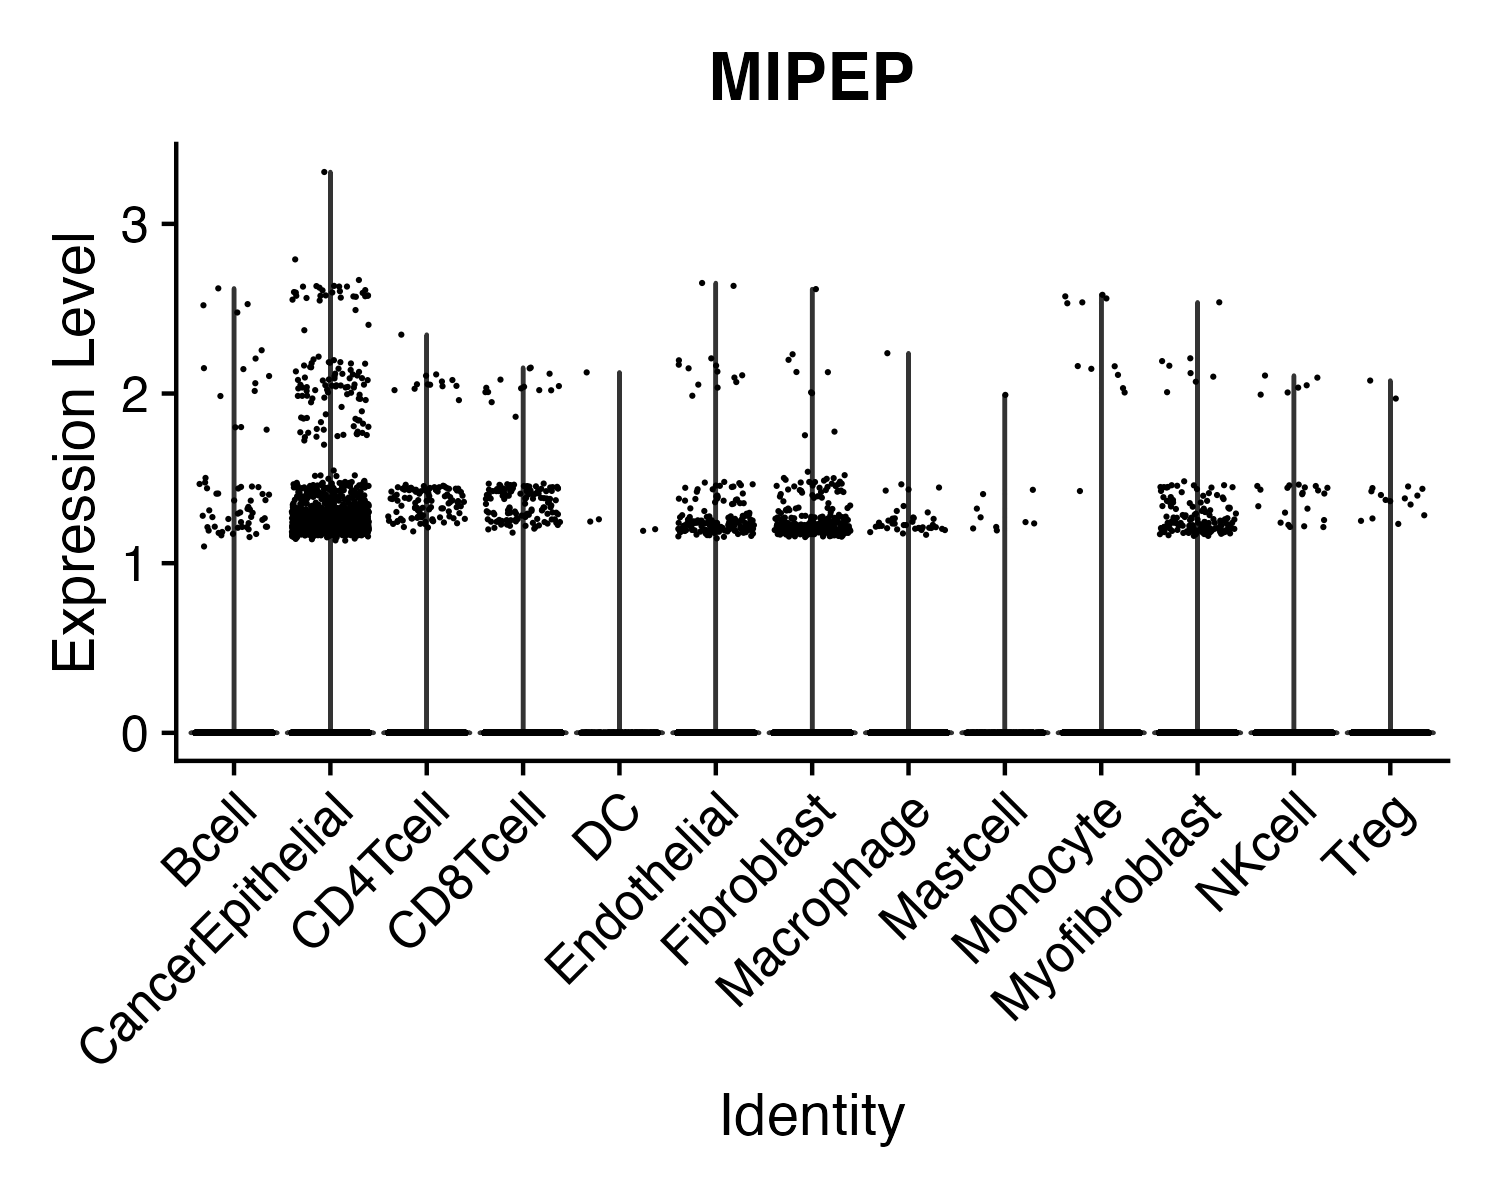 MIPEP
Expression Level
3
2
1
0
Bcell
CancerEpithelial
CD4Tcell
CD8Tcell
DC
Endothelial
Fibroblast
Macrophage
Mastcell
Monocyte
Myofibroblast
NKcell
Treg
Identity